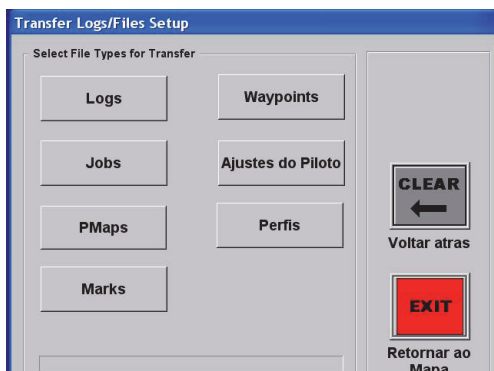 Transfer Logs/Files Setup
Select File Types for Transfer
Logs
Waypoints
Jobs
Ajustes do Piloto
PMaps
Perfis
Marks
CLEAR
Voltar atras
EXIT
Retornar ao
Mapa